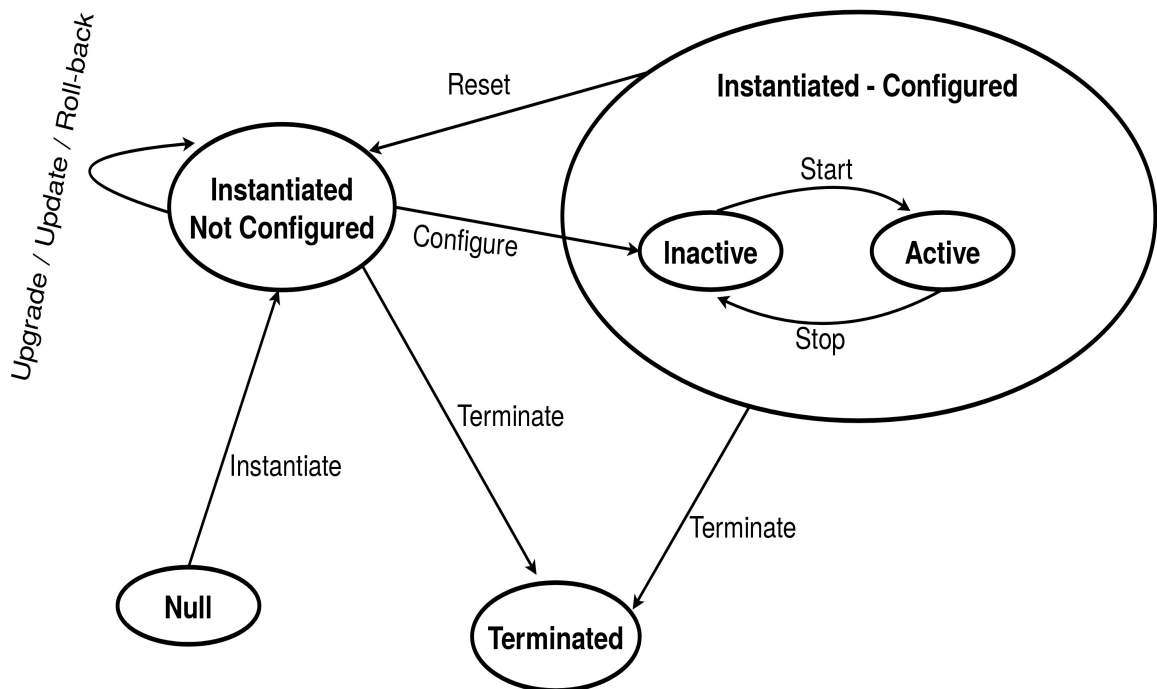 Upgrade / Update / Roll-back
Reset
Instantiated - Configured
Instantiated
Not Configured
Start
Configure
Inactive
Active
Stop
Terminate
Instantiate
Terminate
Null
Terminated